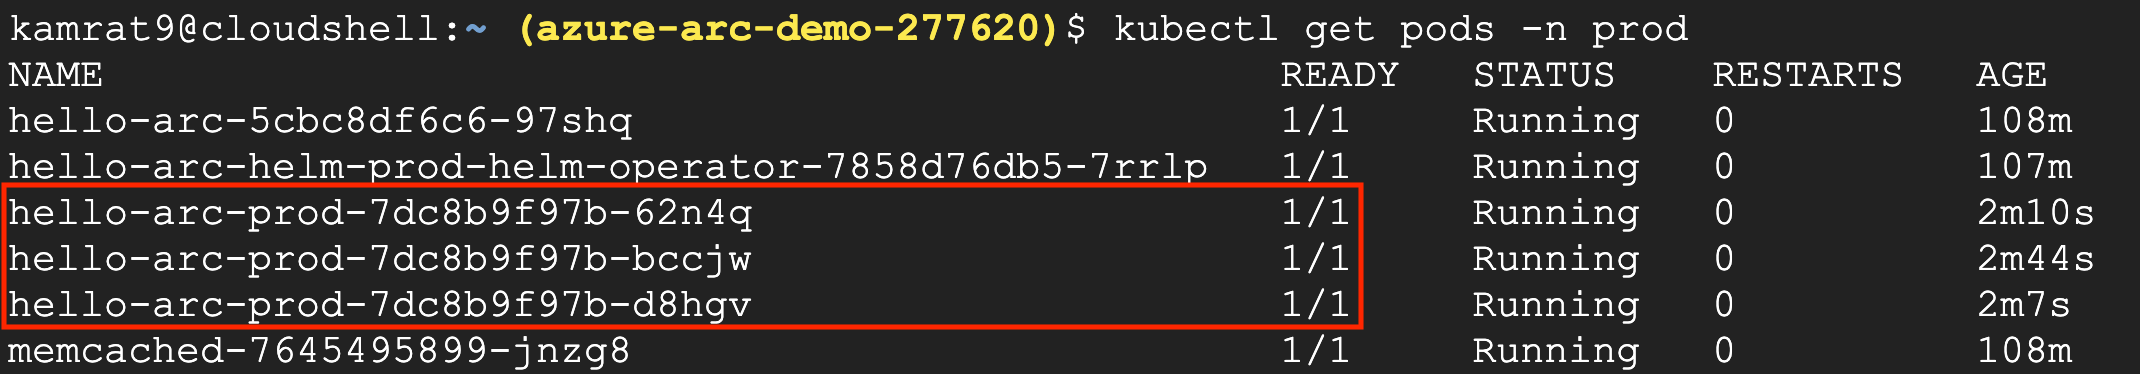 kamrat9@cloudshell:~ (azure-arc-demo-277620)$ kubectl get pods -n prod
NAME READY STATUS RESTARTS AGE
hello-arc-5cbc8df6c6-97shq 1/1 Running 0 108m
hello-arc-helm-prod-helm-operator-7858d76db5-7rrlp 1/1 Running 0 107m
hello-arc-prod-7dc8b9f97b-62n4q 1/1 Running 0 2m10s
hello-arc-prod-7dc8b9f97b-bccjw 1/1 Running 0 2m44s
hello-arc-prod-7dc8b9f97b-d8hgv 1/1 Running 0 2m7s
memcached-7645495899-jnzg8 1/1 Running 0 108m